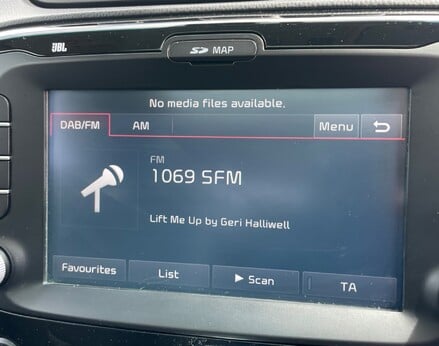 JBL
SD MAP
No media files available.
DAB/FM AM Menu
FM
1069 SFM
Lift Me Up by Geri Halliwell
Favourites List Scan TA